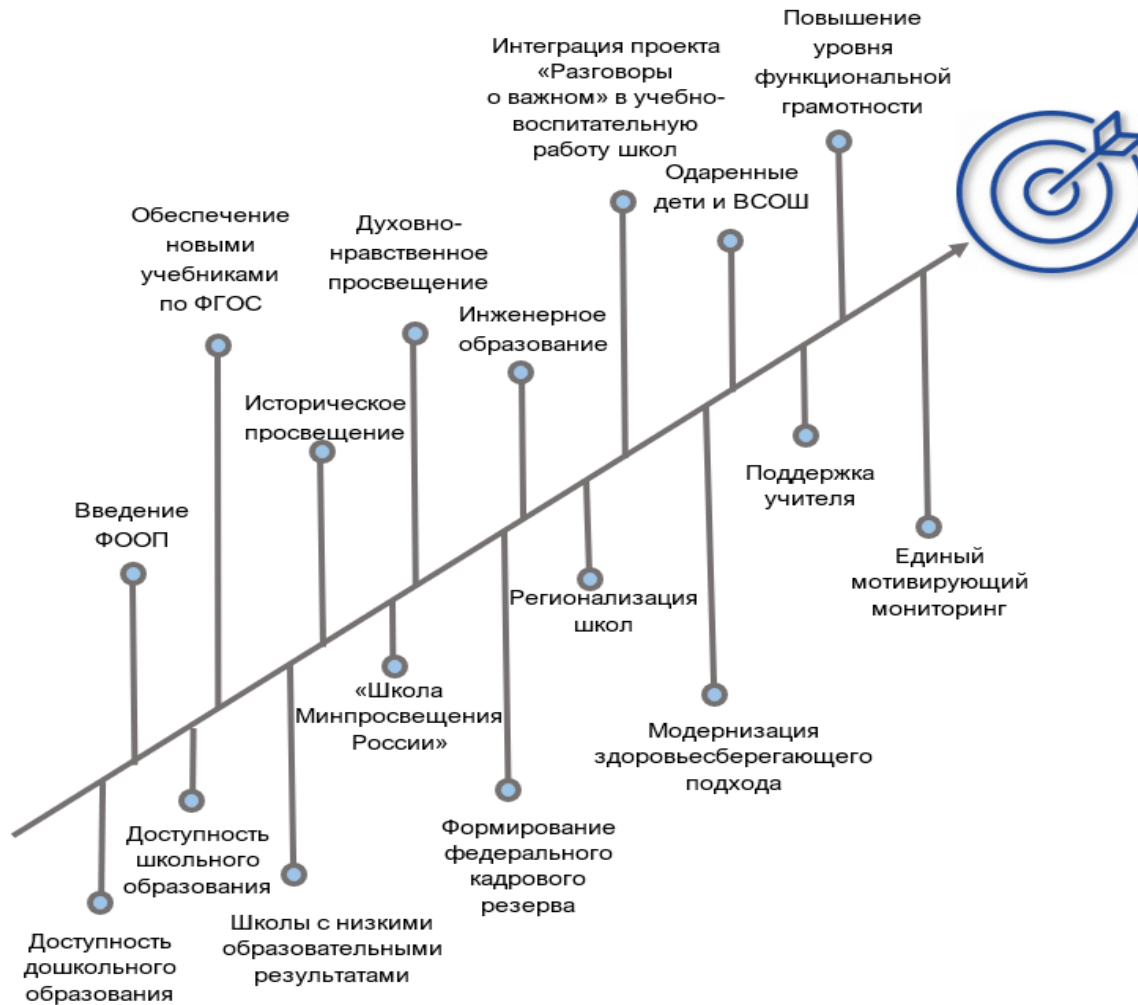 Повышение
уровня
функциональной
грамотности
Интеграция проекта
«Разговоры
о важном» в учебно-
воспитательную
работу школ
Одаренные
дети и ВСОШ
Обеспечение
новыми
учебниками
по ФГОС
Духовно-
нравственное
просвещение
Инженерное
образование
Историческое
просвещение
Введение
ФООП
Поддержка
учителя
Единый
мотивирующий
мониторинг
Регионализация
школ
«Школа
Минпросвещения
России»
Модернизация
здоровьесберегающего
подхода
Формирование
федерального
кадрового
резерва
Доступность
школьного
образования
Школы с низкими
образовательными
результатами
Доступность
дошкольного
образования